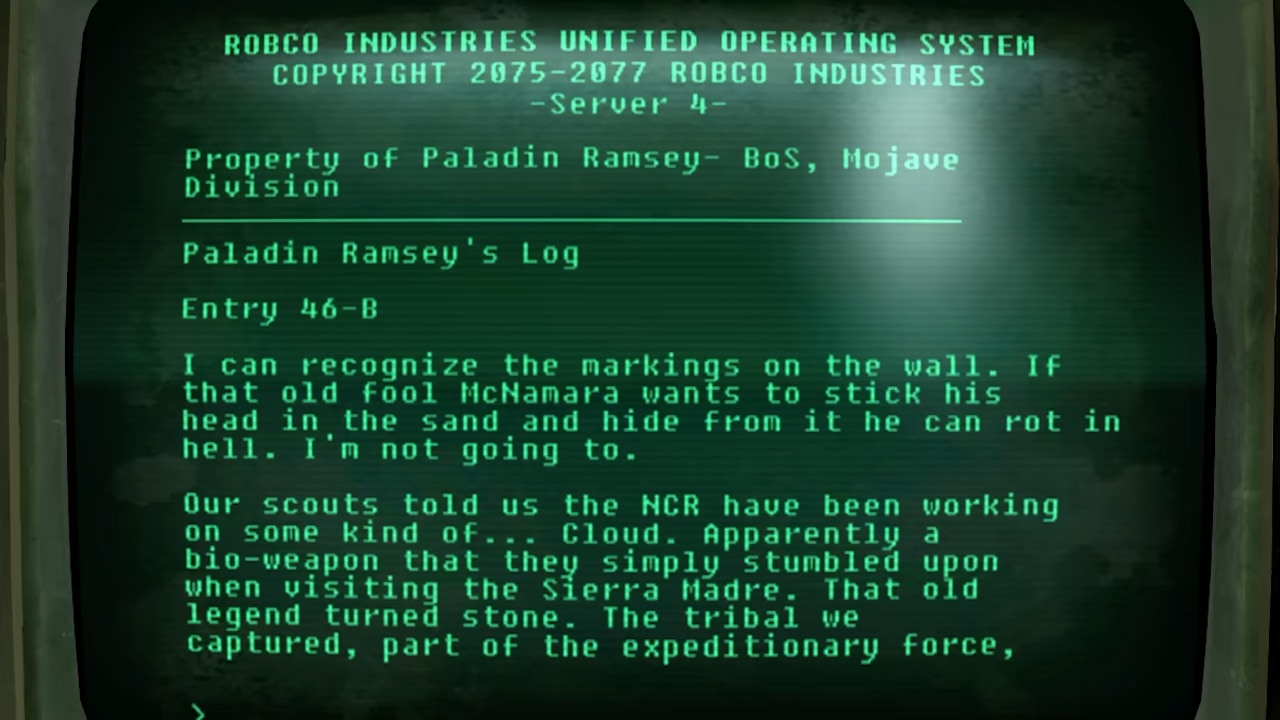 ROBCO INDUSTRIES UNIFIED OPERATING SYSTEM
COPYRIGHT 2075-2077 ROBCO INDUSTRIES
-Server 4-
Property of Paladin Ramsey- BoS, Mojave
Division
Paladin Ramsey's Log
Entry 46-B
I can recognize the markings on the wall. If
that old fool McNamara wants to stick his
head in the sand and hide from it he can rot in
hell. I'm not going to.
Our scouts told us the NCR have been working
on some kind of... Cloud. Apparently a
bio-weapon that they simply stumbled upon
when visiting the Sierra Madre. That old
legend turned stone. The tribal we
captured, part of the expeditionary force,
>